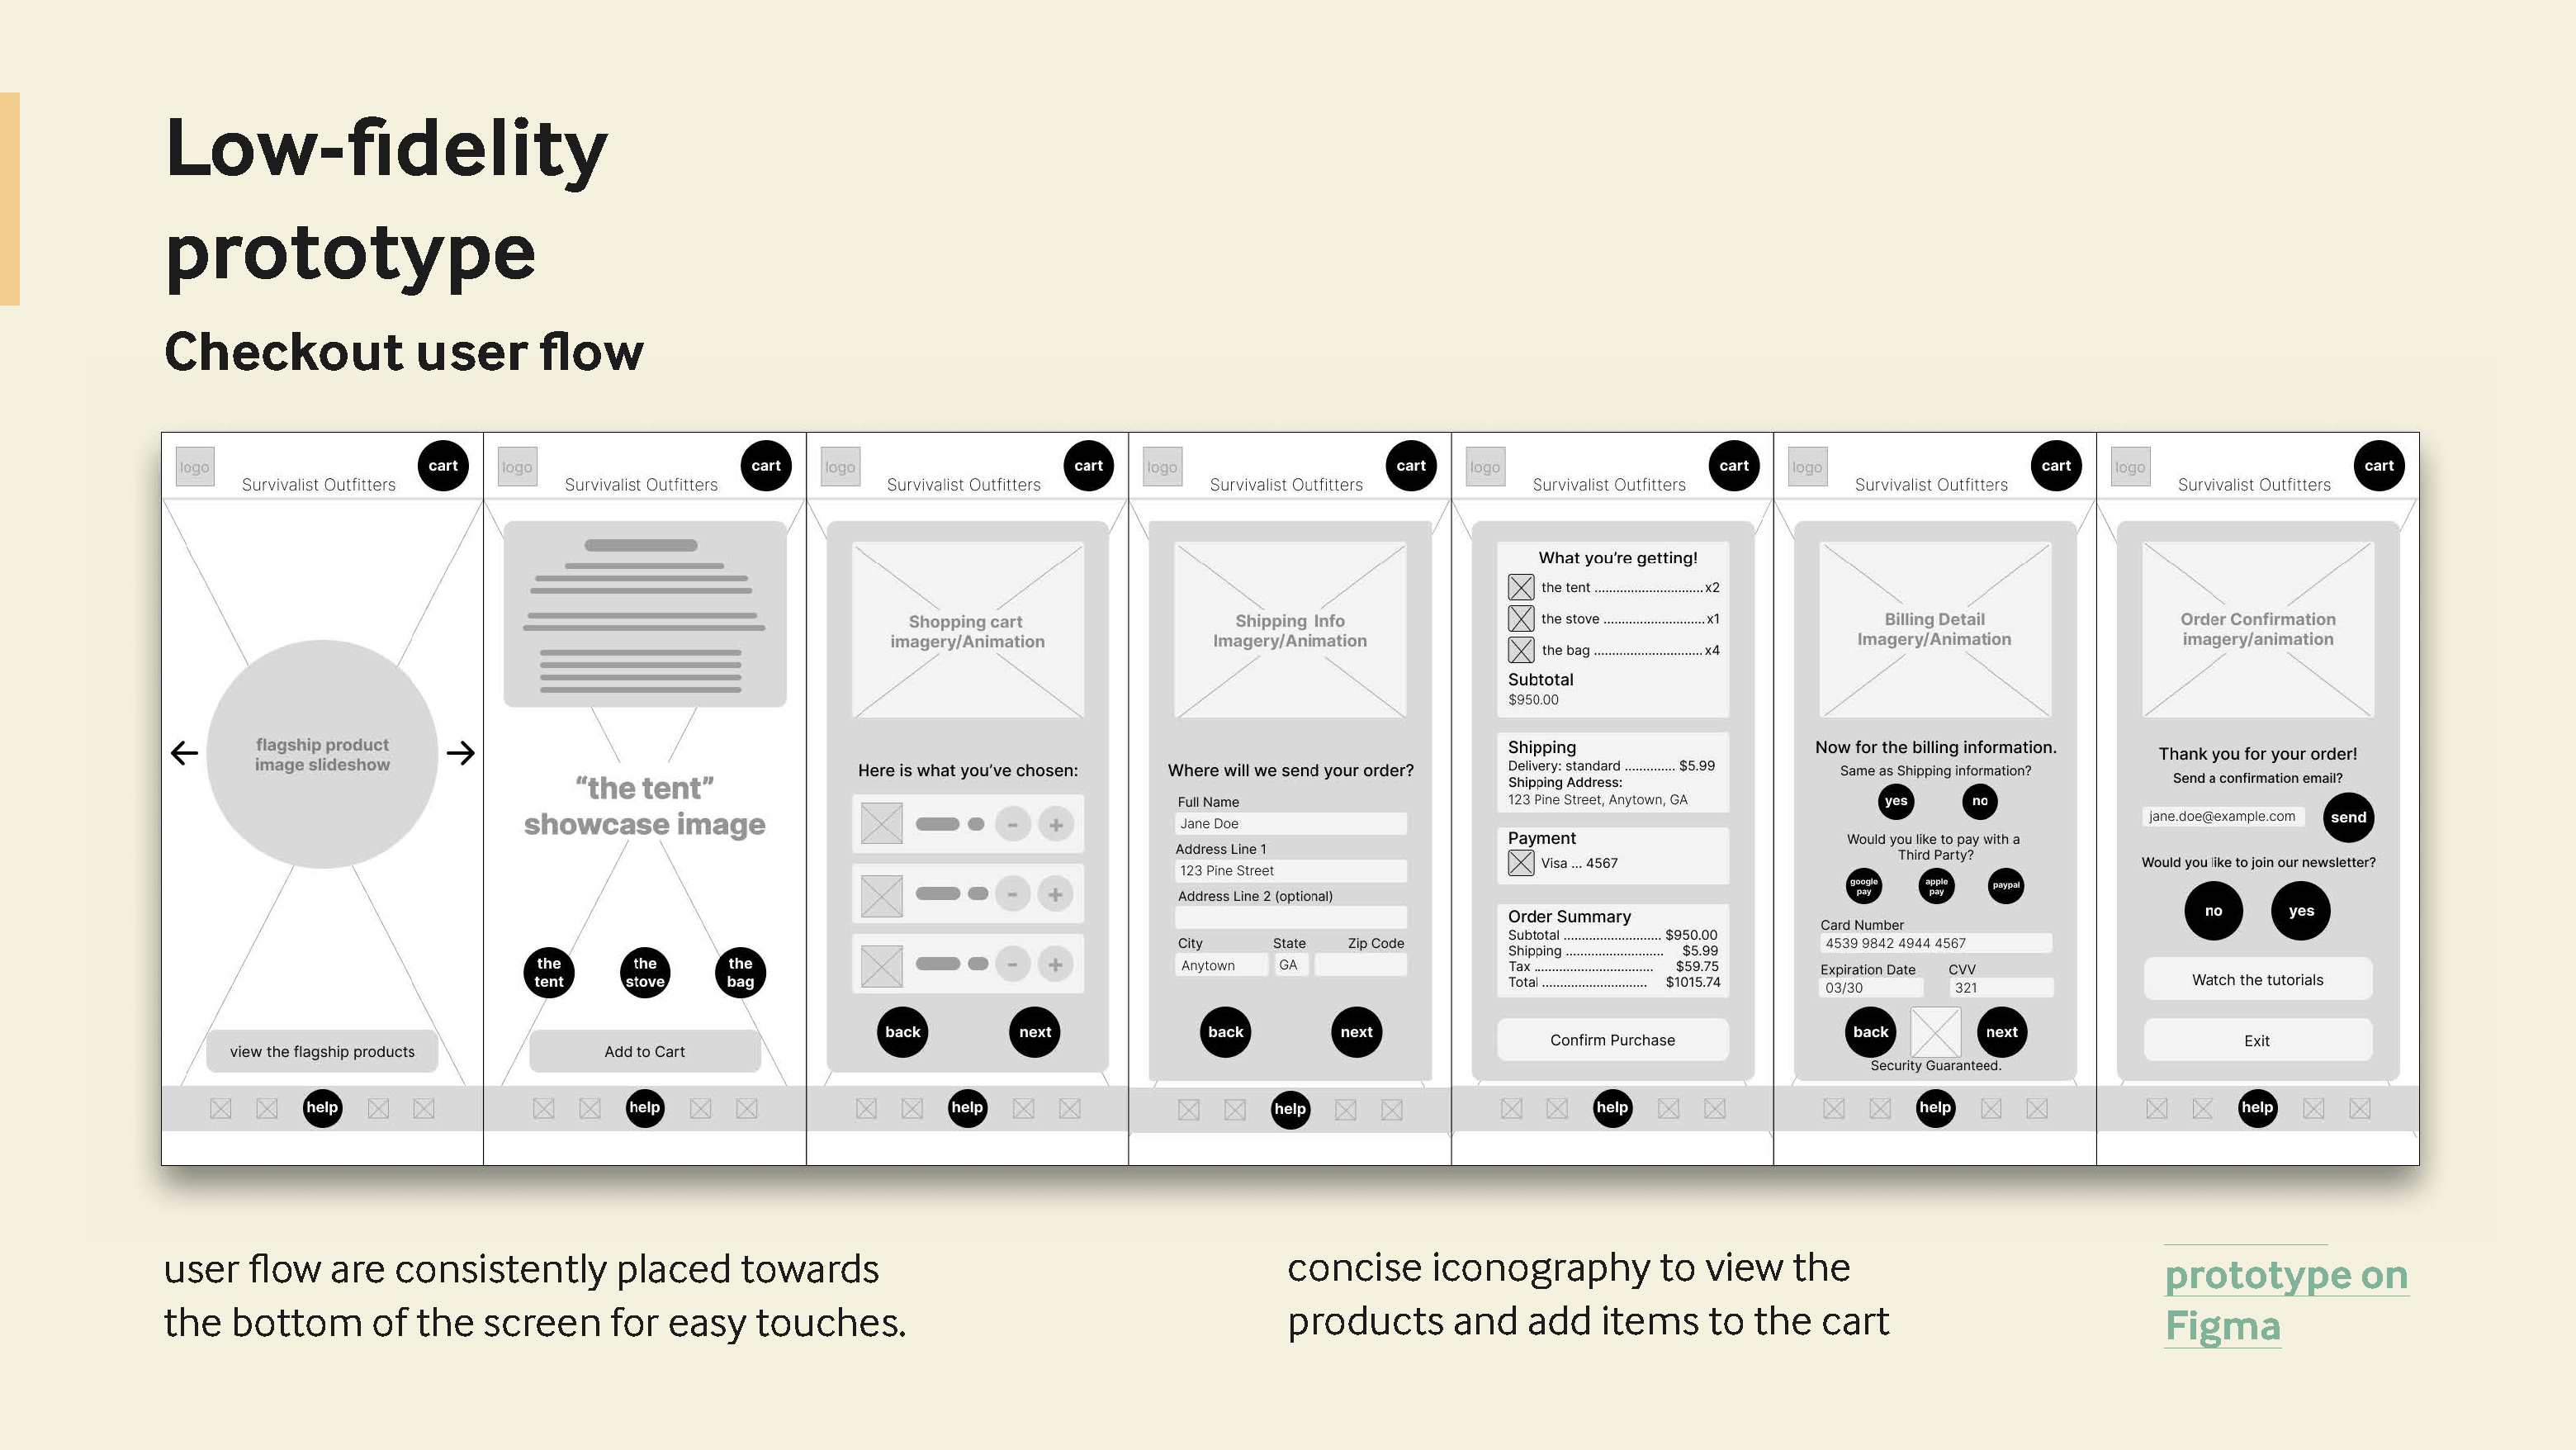 Low-fidelity
prototype
Checkout user flow
logo
Survivalist Outfitters
cart
flagship product
image slideshow
view the flagship products
help
logo
Survivalist Outfitters
cart
“the tent”
showcase image
the
tent
the
stove
the
bag
Add to Cart
help
logo
Survivalist Outfitters
cart
Shopping cart
imagery/Animation
Here is what you’ve chosen:
- +
- +
- +
back
next
help
logo
Survivalist Outfitters
cart
Shipping Info
Imagery/Animation
Where will we send your order?
Full Name
Jane Doe
Address Line 1
123 Pine Street
Address Line 2 (optional)
City State Zip Code
Anytown GA
back
next
help
logo
Survivalist Outfitters
cart
What you’re getting!
the tent ..............................x2
the stove ............................x1
the bag ..............................x4
Subtotal
$950.00
Shipping
Delivery: standard ............. $5.99
Shipping Address:
123 Pine Street, Anytown, GA
Payment
Visa ... 4567
Order Summary
Subtotal ........................... $950.00
Shipping ........................... $5.99
Tax ................................. $59.75
Total ............................. $1015.74
Confirm Purchase
help
logo
Survivalist Outfitters
cart
Billing Detail
Imagery/Animation
Now for the billing information.
Same as Shipping information?
yes
no
Would you like to pay with a
Third Party?
google
pay
apple
pay
paypal
Card Number
4539 9842 4944 4567
Expiration Date CVV
03/30 321
back
next
Security Guaranteed.
help
logo
Survivalist Outfitters
cart
Order Confirmation
imagery/animation
Thank you for your order!
Send a confirmation email?
jane.doe@example.com
send
Would you like to join our newsletter?
no
yes
Watch the tutorials
Exit
help
user flow are consistently placed towards
the bottom of the screen for easy touches.
concise iconography to view the
products and add items to the cart
prototype on
Figma